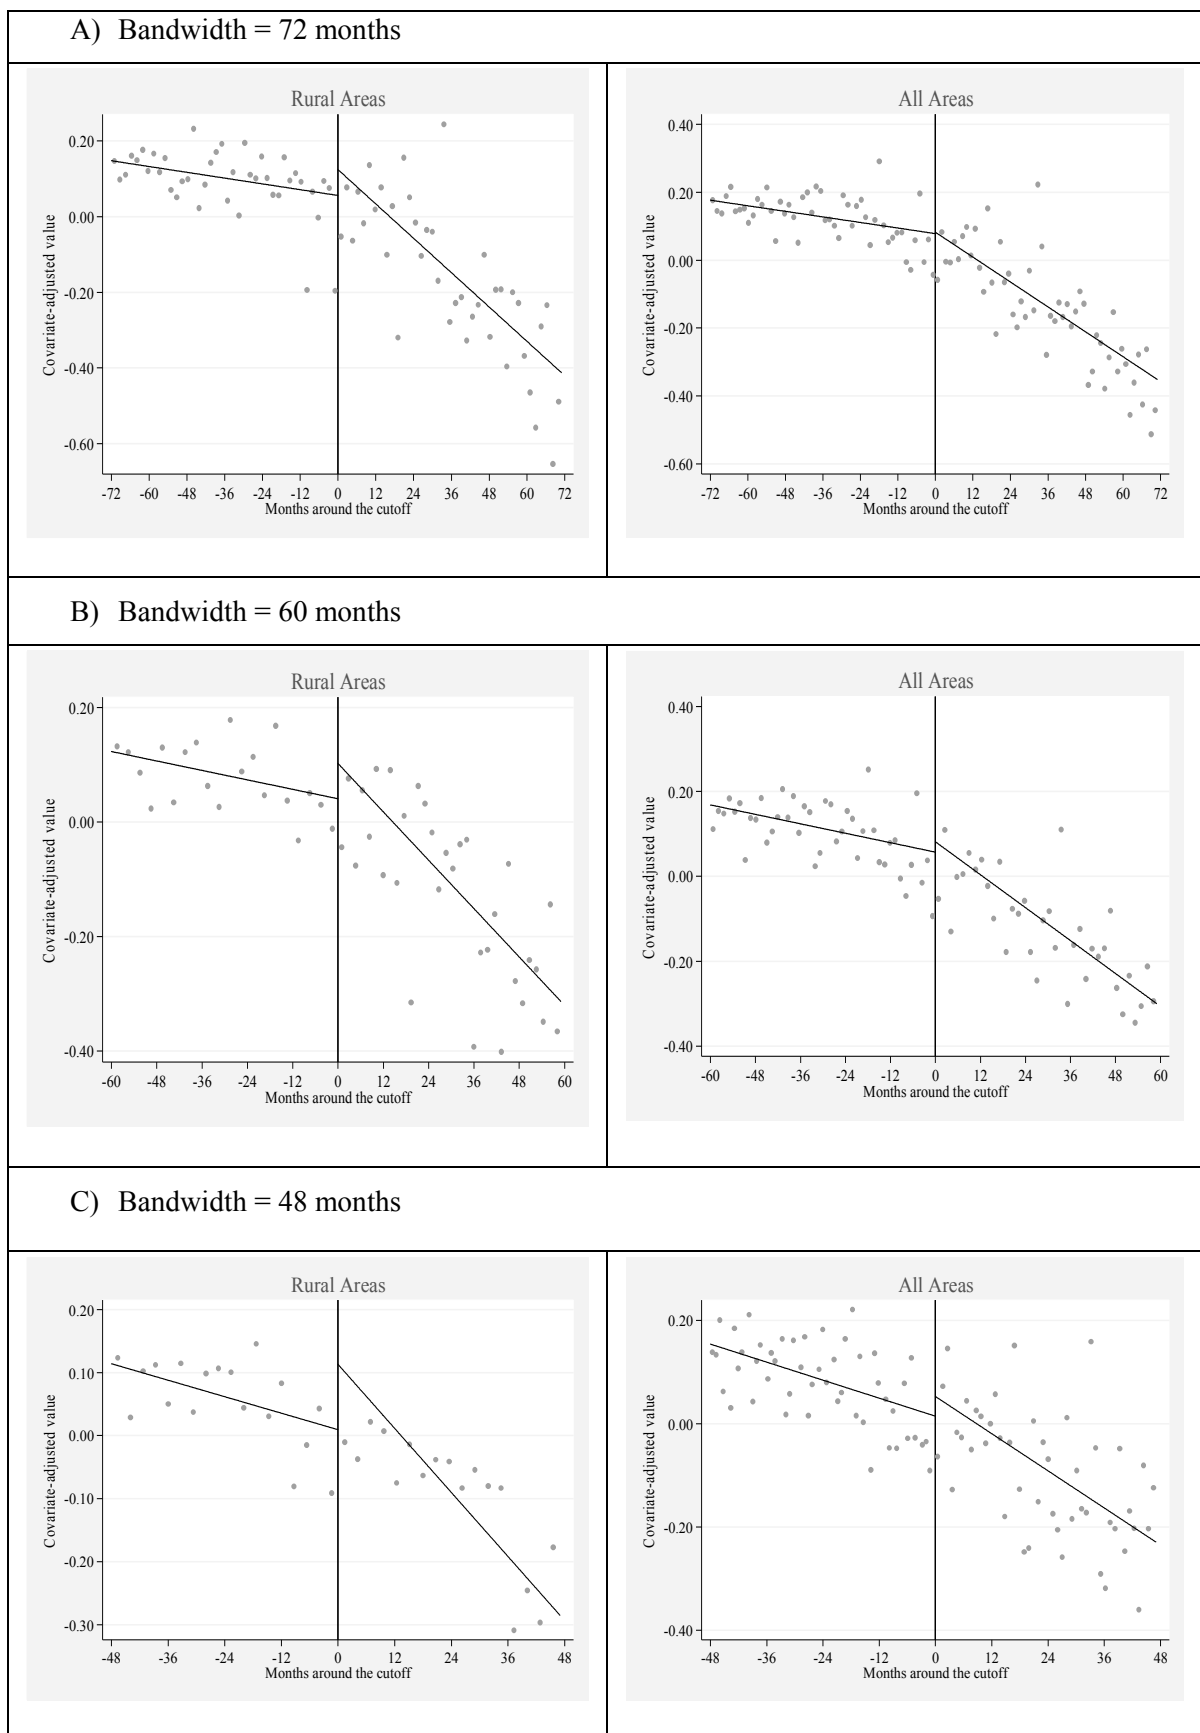 A) Bandwidth = 72 months
Rural Areas
Covariate-adjusted value
0.20
0.00
-0.20
-0.40
-0.60
-72 -60 -48 -36 -24 -12 0 12 24 36 48 60 72
Months around the cutoff
All Areas
Covariate-adjusted value
0.40
0.20
0.00
-0.20
-0.40
-0.60
-72 -60 -48 -36 -24 -12 0 12 24 36 48 60 72
Months around the cutoff
B) Bandwidth = 60 months
Rural Areas
Covariate-adjusted value
0.20
0.00
-0.20
-0.40
-60 -48 -36 -24 -12 0 12 24 36 48 60
Months around the cutoff
All Areas
Covariate-adjusted value
0.40
0.20
0.00
-0.20
-0.40
-60 -48 -36 -24 -12 0 12 24 36 48 60
Months around the cutoff
C) Bandwidth = 48 months
Rural Areas
Covariate-adjusted value
0.20
0.10
0.00
-0.10
-0.20
-0.30
-48 -36 -24 -12 0 12 24 36 48
Months around the cutoff
All Areas
Covariate-adjusted value
0.20
0.00
-0.20
-0.40
-48 -36 -24 -12 0 12 24 36 48
Months around the cutoff